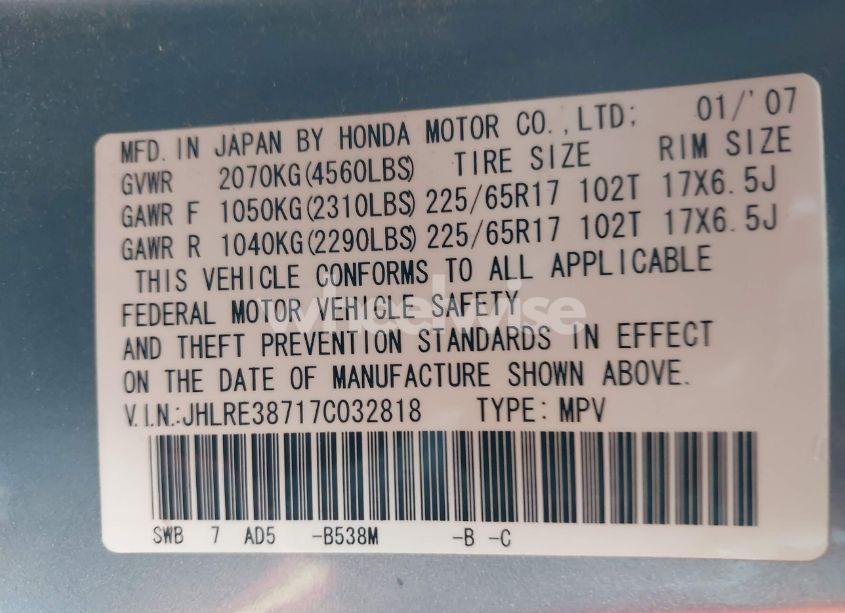 MFD. IN JAPAN BY HONDA MOTOR CO.,LTD; 01/'07
GVWR 2070KG(4560LBS) TIRE SIZE RIM SIZE
GAWR F 1050KG(2310LBS) 225/65R17 102T 17X6.5J
GAWR R 1040KG(2290LBS) 225/65R17 102T 17X6.5J
THIS VEHICLE CONFORMS TO ALL APPLICABLE
FEDERAL MOTOR VEHICLE SAFETY
wheelwise
AND THEFT PREVENTION STANDARDS IN EFFECT
ON THE DATE OF MANUFACTURE SHOWN ABOVE.
V.I.N.:JHLRE38717C032818 TYPE: MPV
SWB 7 AD5 -B538M -B -C